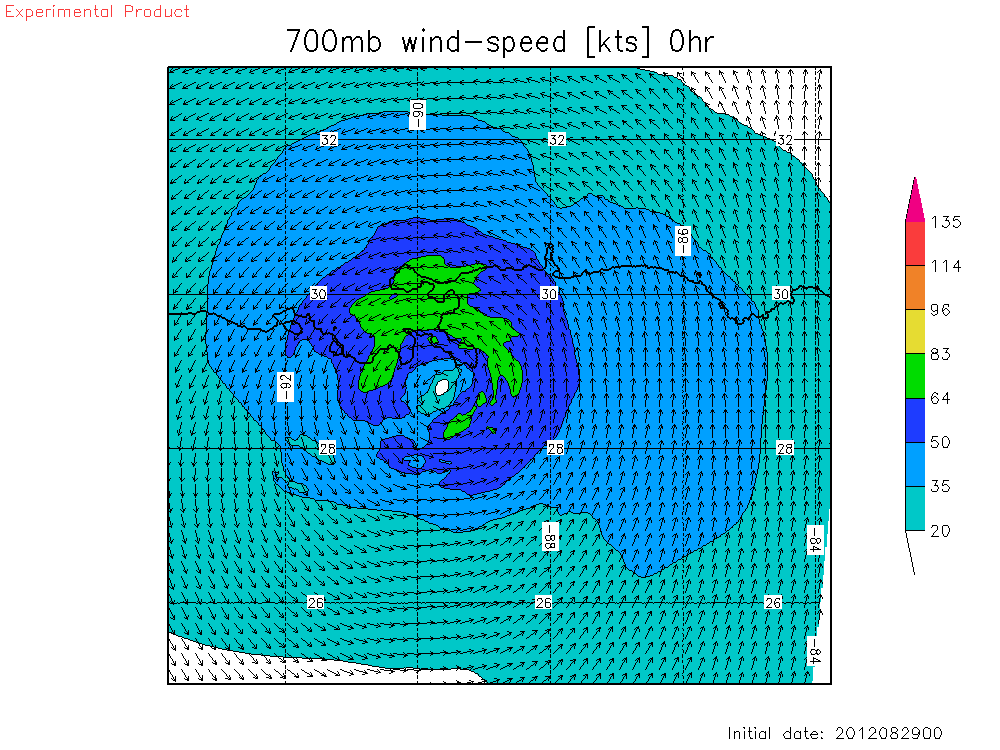 Experimental Product
700mb wind-speed [kts] 0hr
-90
32 32 32
-86
135
114
30 30 30
96
83
-92
64
28 28 28
50
35
-88 -84
20
26 26 26
-84
Initial date: 2012082900